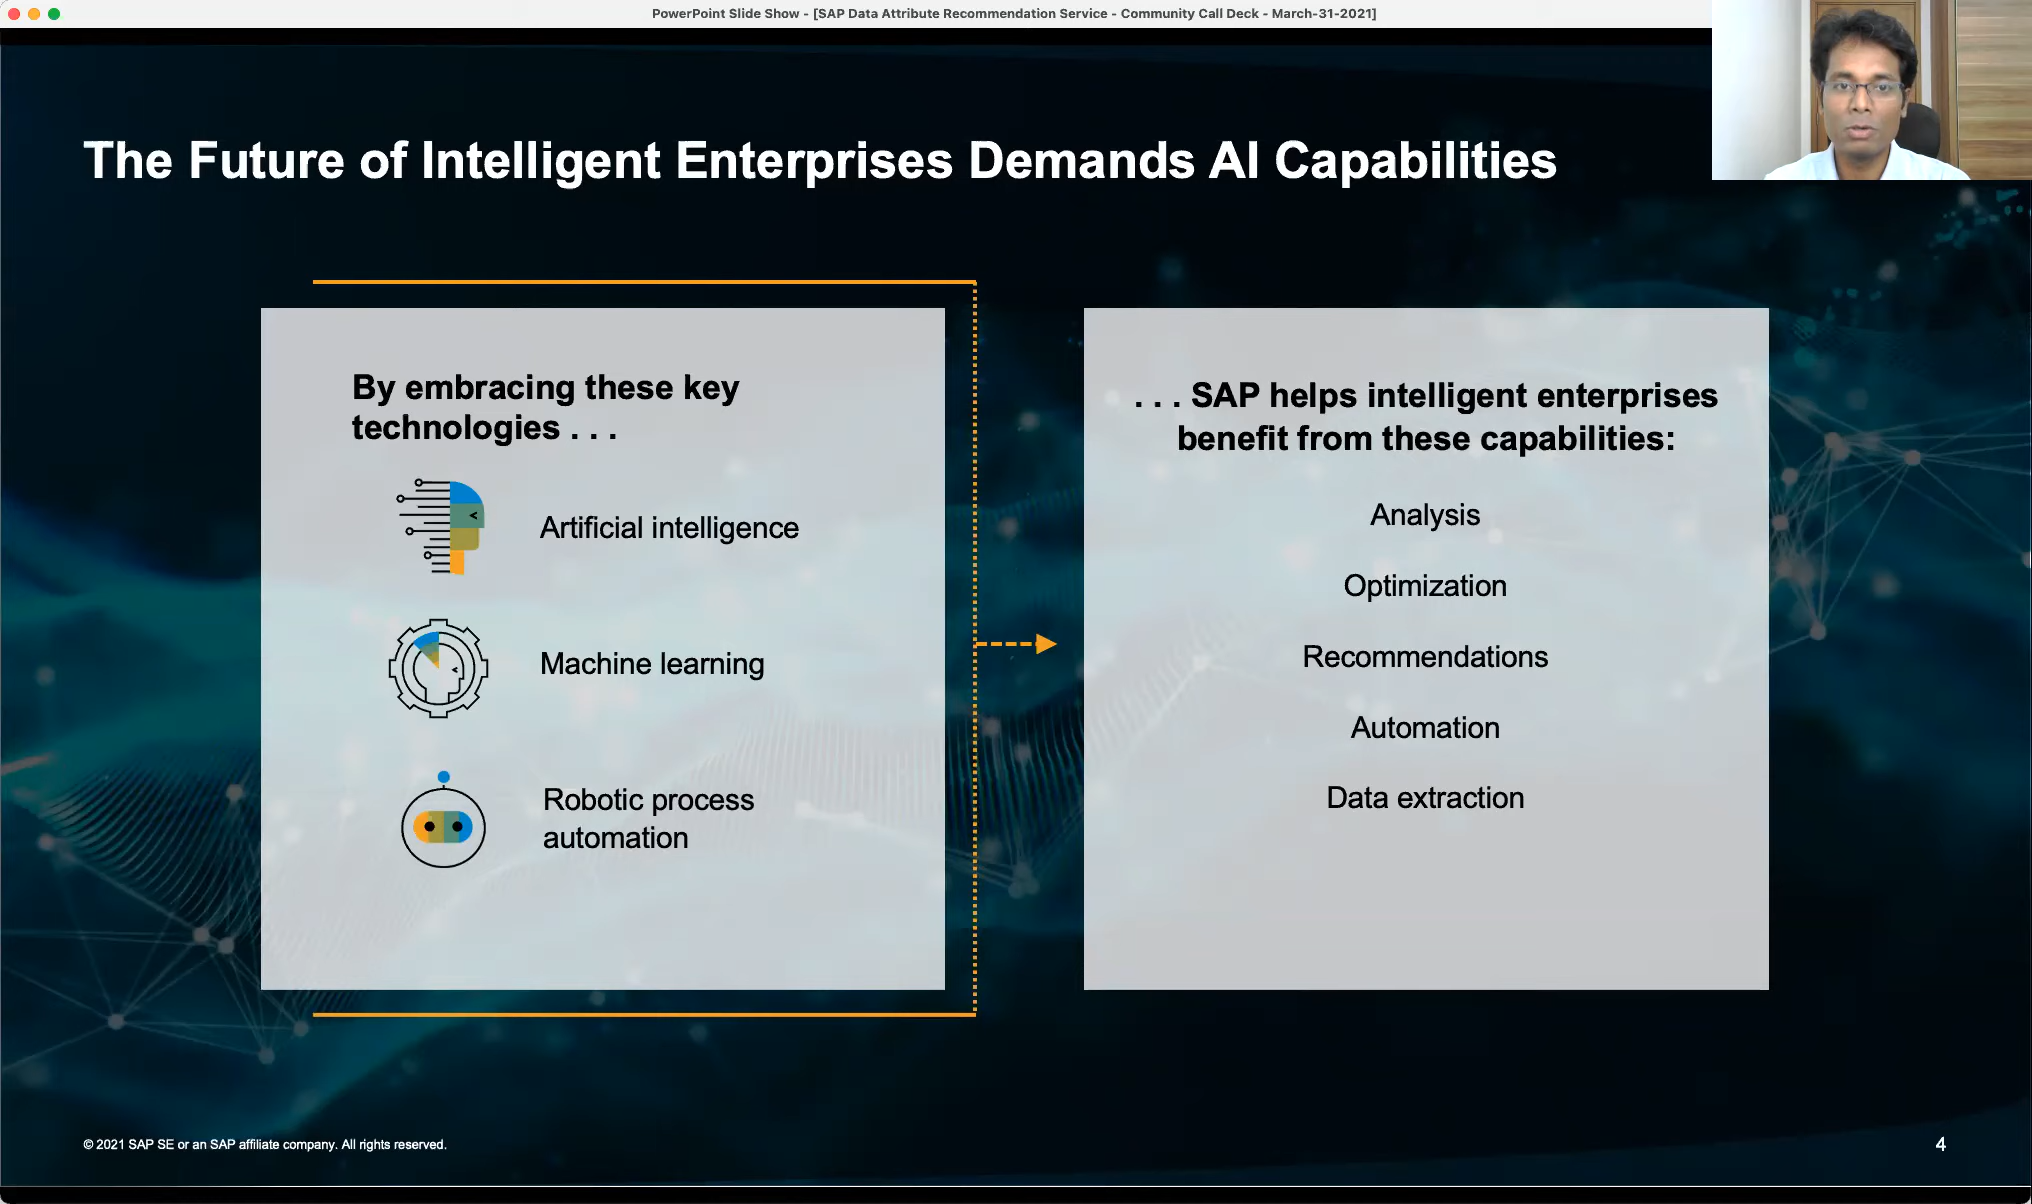 PowerPoint Slide Show - [SAP Data Attribute Recommendation Service - Community Call Deck - March-31-2021]
The Future of Intelligent Enterprises Demands AI Capabilities
By embracing these key
technologies . . .
Artificial intelligence
Machine learning
Robotic process
automation
. . . SAP helps intelligent enterprises
benefit from these capabilities:
Analysis
Optimization
Recommendations
Automation
Data extraction
© 2021 SAP SE or an SAP affiliate company. All rights reserved.
4